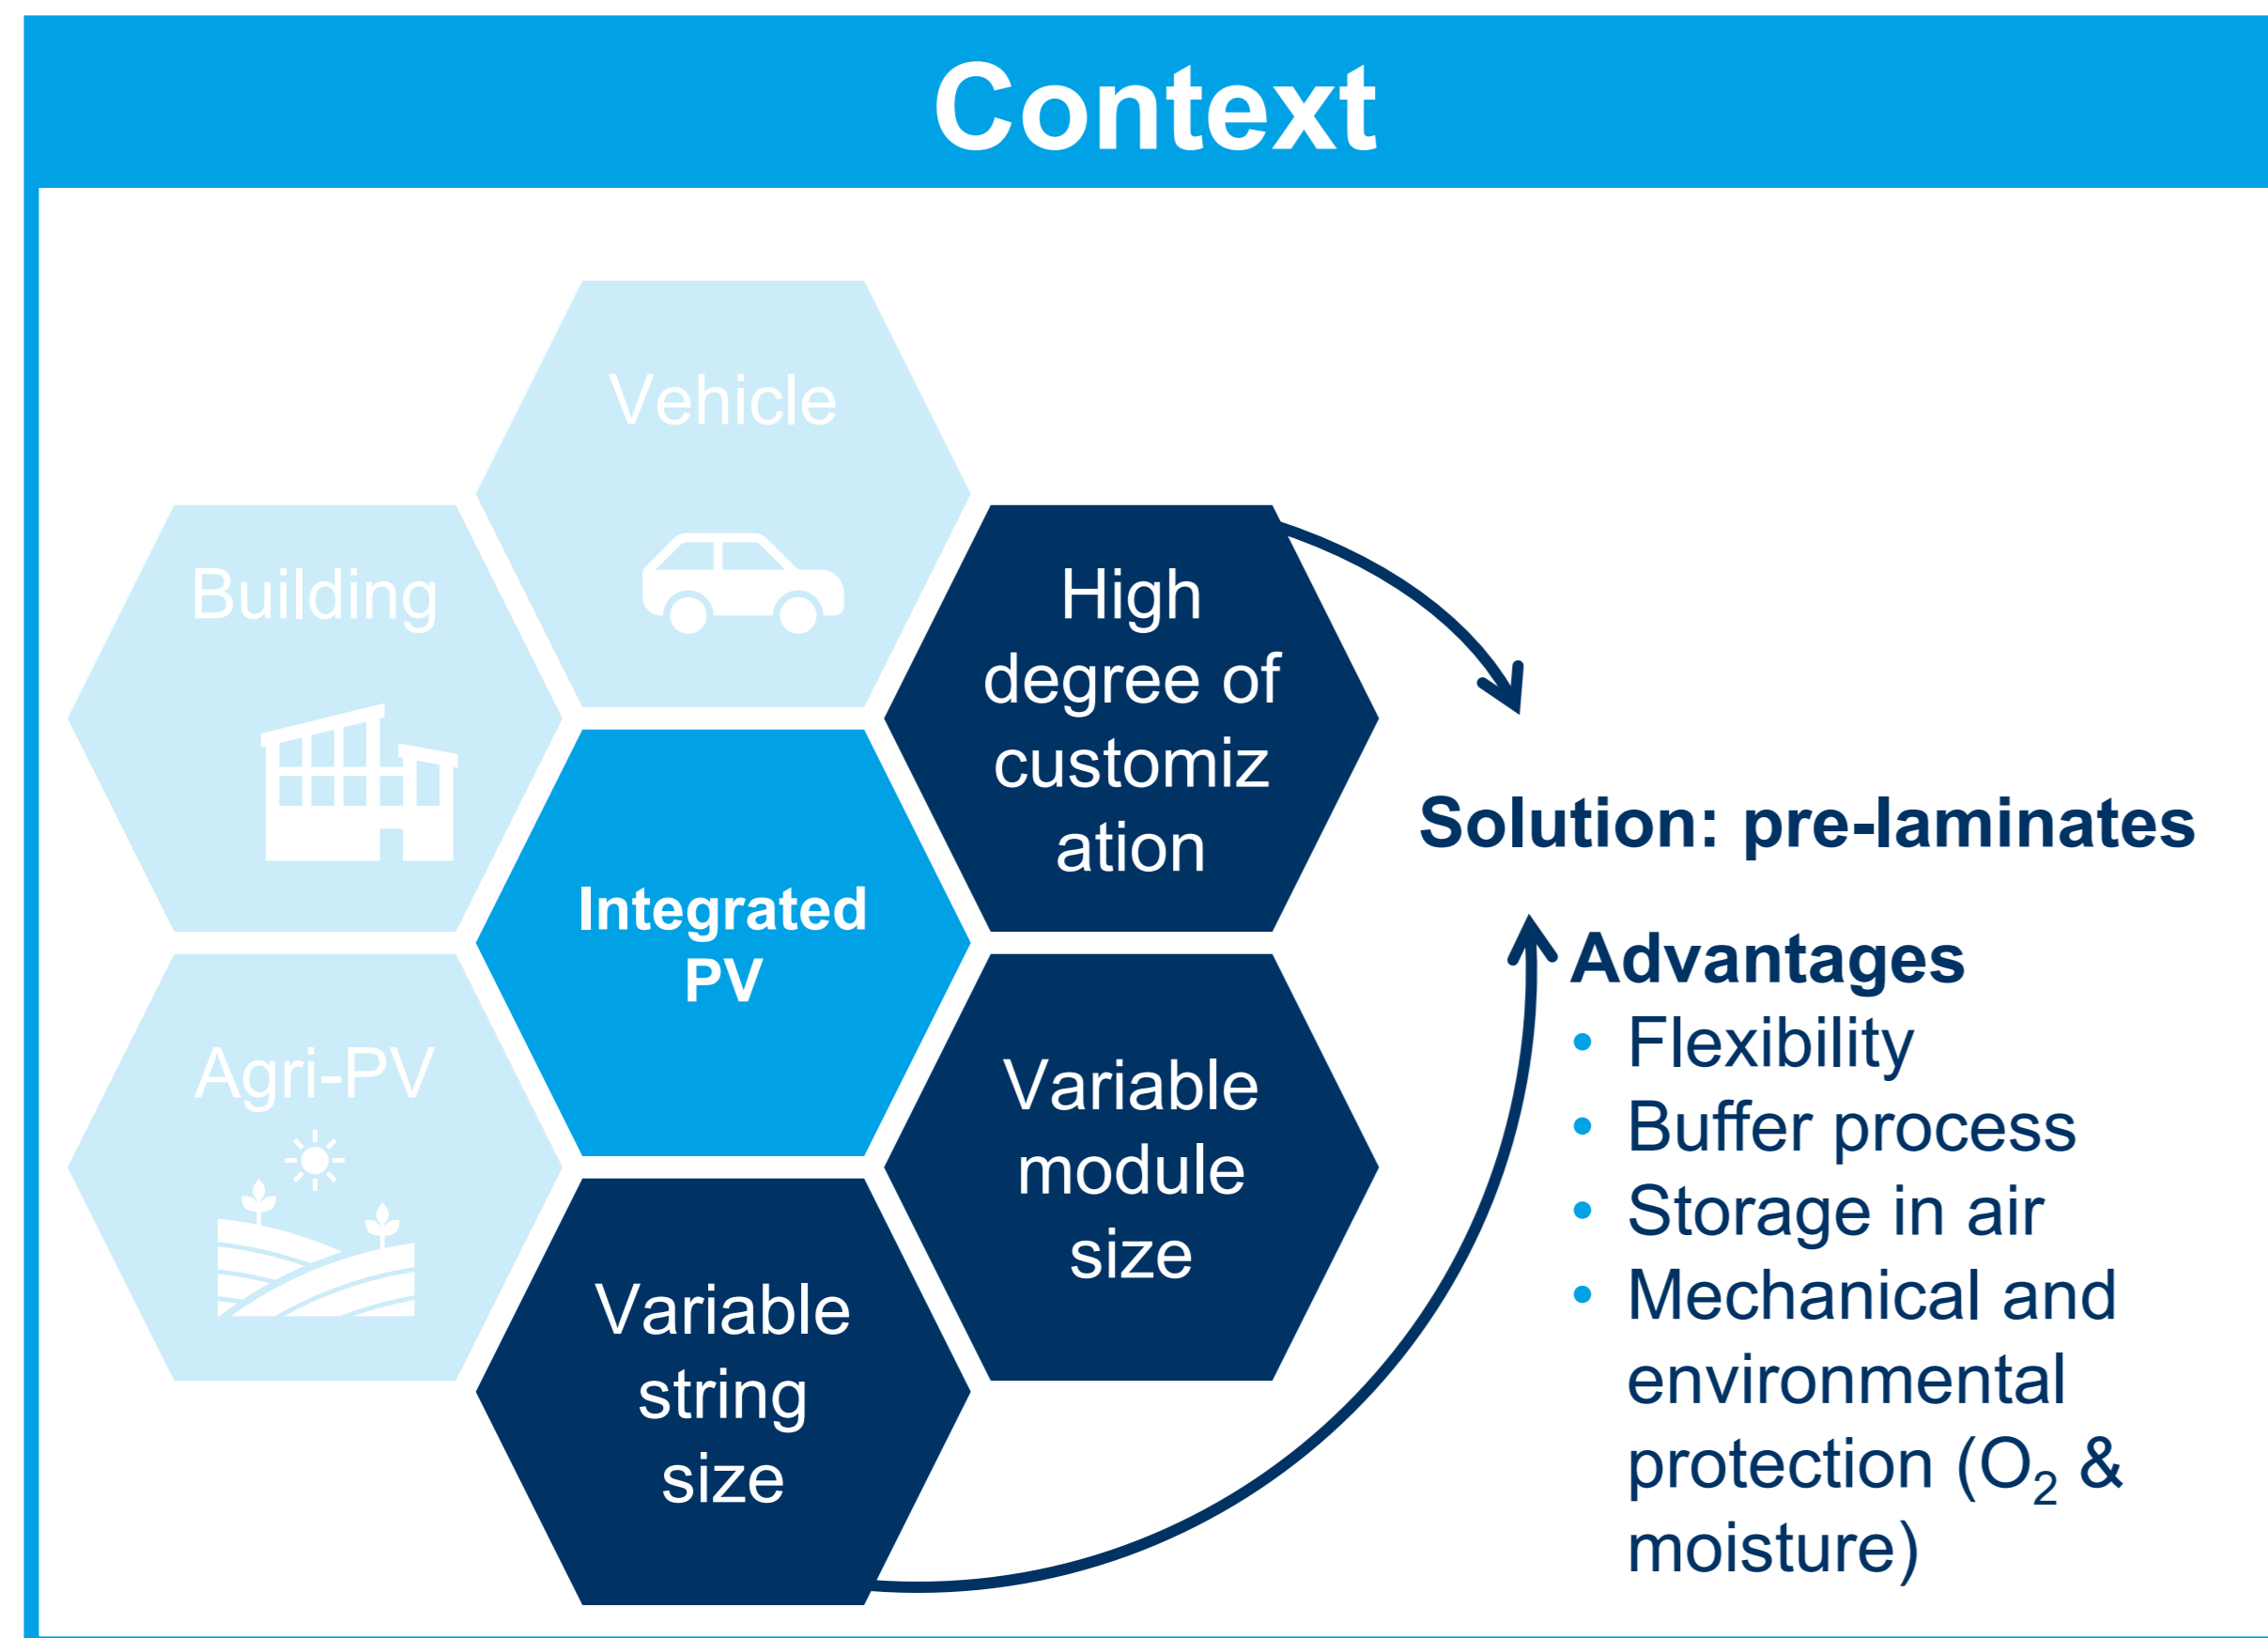 Context
Vehicle
Building
Agri-PV
Integrated
PV
High
degree of
customiz
ation
Variable
module
size
Variable
string
size
Solution: pre-laminates
Advantages
• Flexibility
• Buffer process
• Storage in air
• Mechanical and
environmental
protection (O₂ &
moisture)